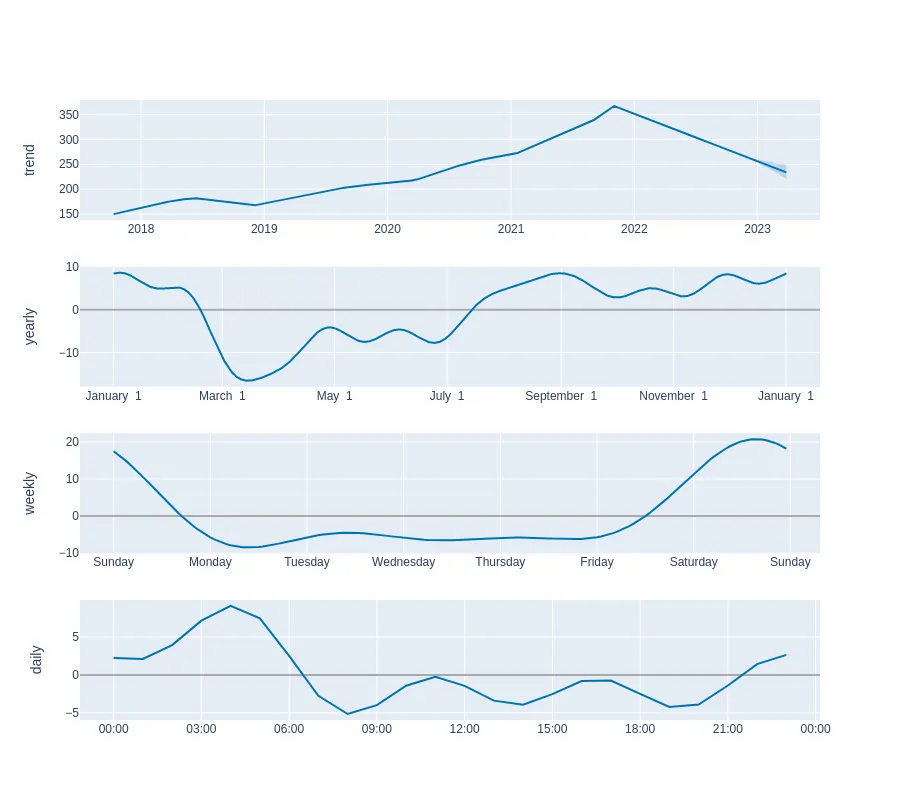 trend
350
300
250
200
150
2018 2019 2020 2021 2022 2023
yearly
10
0
−10
January 1 March 1 May 1 July 1 September 1 November 1 January 1
weekly
20
10
0
−10
Sunday Monday Tuesday Wednesday Thursday Friday Saturday Sunday
daily
5
0
−5
00:00 03:00 06:00 09:00 12:00 15:00 18:00 21:00 00:00